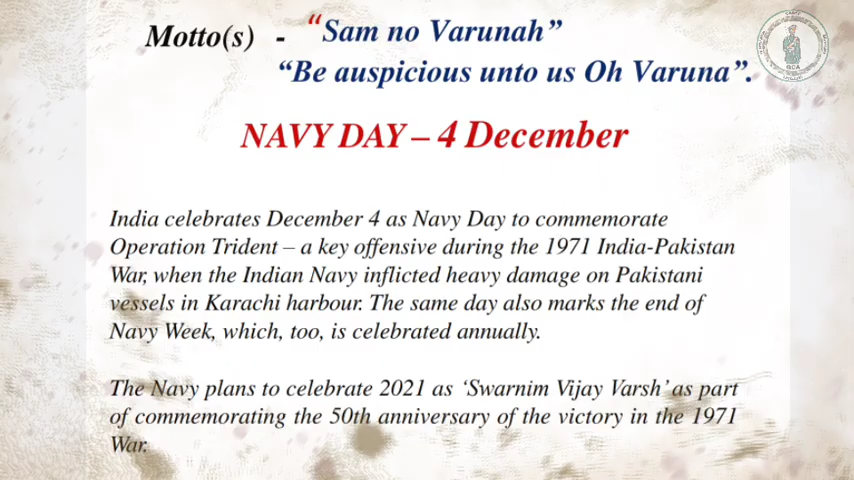 Motto(s) - “Sam no Varunah”
“Be auspicious unto us Oh Varuna”.
GCA
NAVY DAY – 4 December
India celebrates December 4 as Navy Day to commemorate
Operation Trident – a key offensive during the 1971 India-Pakistan
War, when the Indian Navy inflicted heavy damage on Pakistani
vessels in Karachi harbour. The same day also marks the end of
Navy Week, which, too, is celebrated annually.
The Navy plans to celebrate 2021 as ‘Swarnim Vijay Varsh’ as part
of commemorating the 50th anniversary of the victory in the 1971
War.